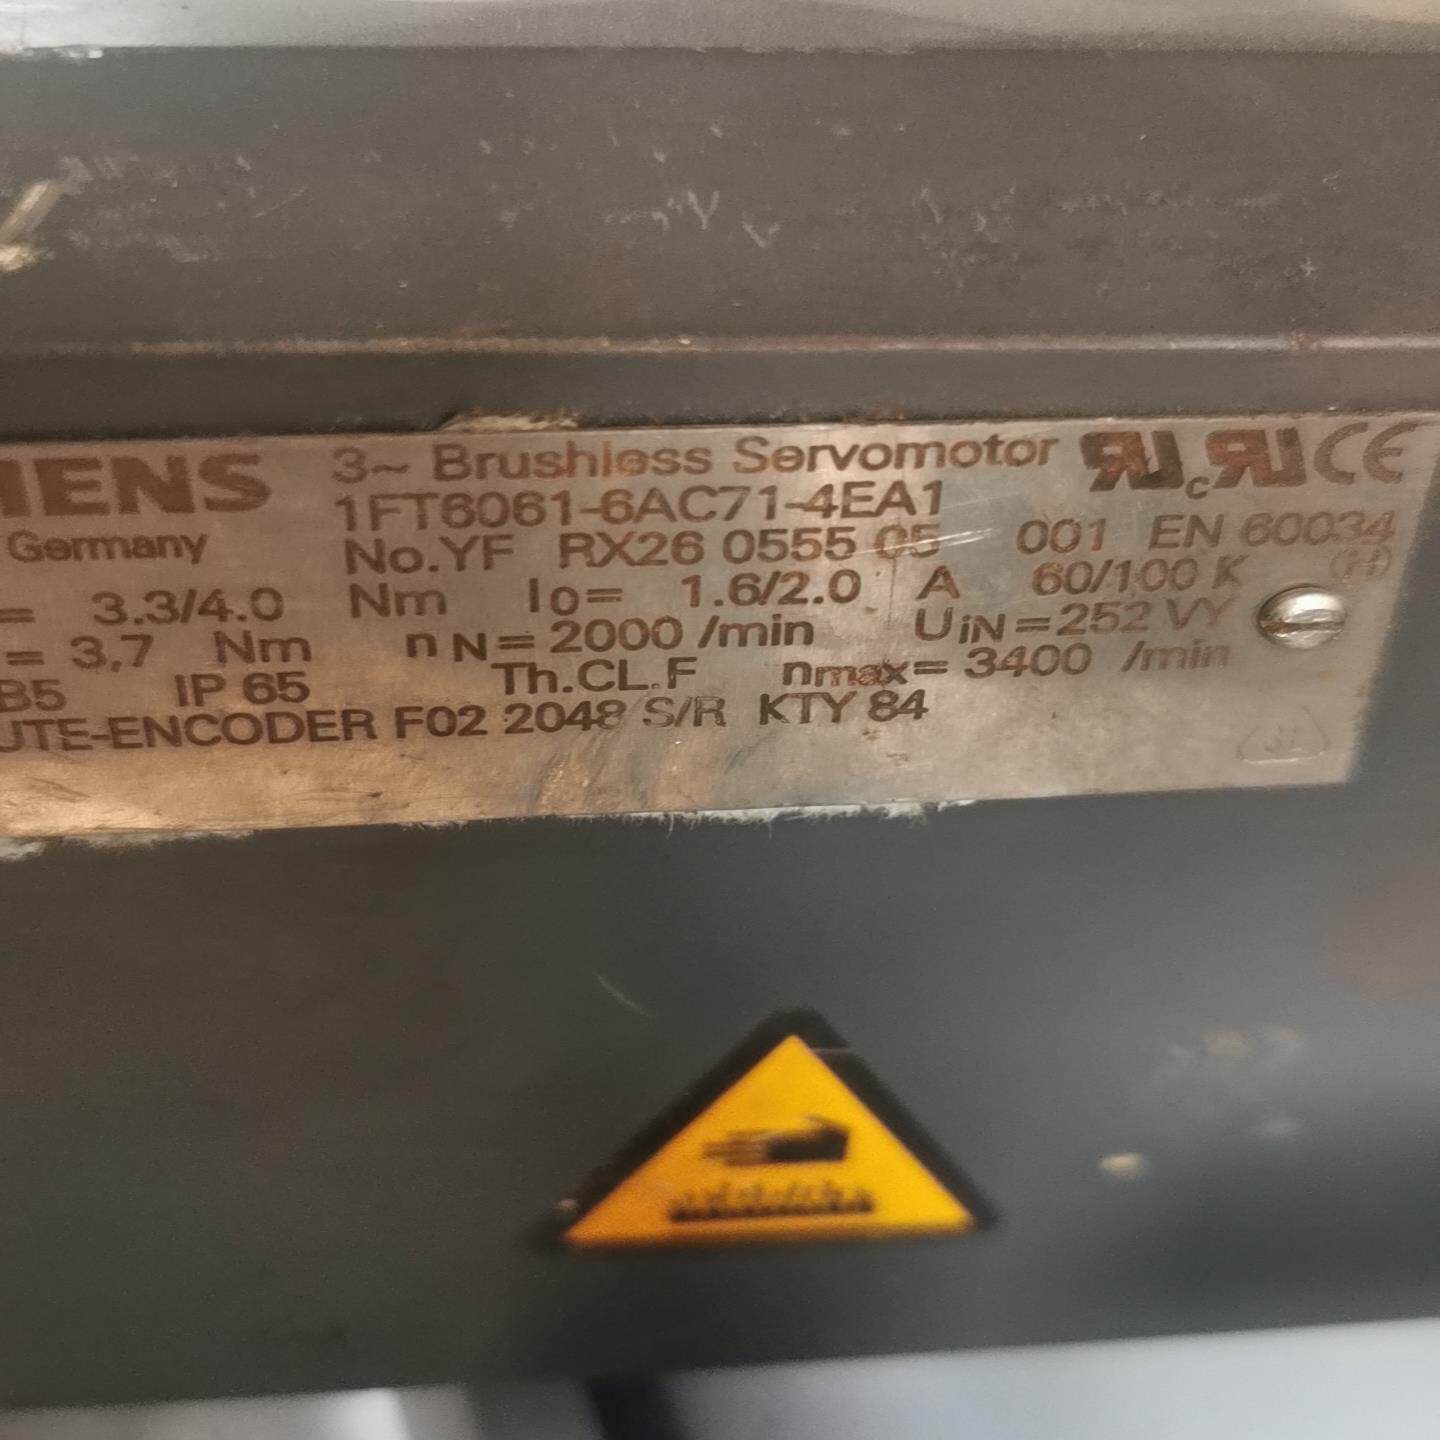 IENS 3~ Brushless Servomotor
1FT6061-6AC71-4EA1
Germany No.YF RX26 0555 05 001 EN 60034
= 3.3/4.0 Nm I0= 1.6/2.0 A 60/100 K (H)
= 3,7 Nm nN=2000 /min UiN=252 VY
B5 IP 65 Th.CL.F nmax= 3400 /min
UTE-ENCODER F02 2048 S/R KTY 84